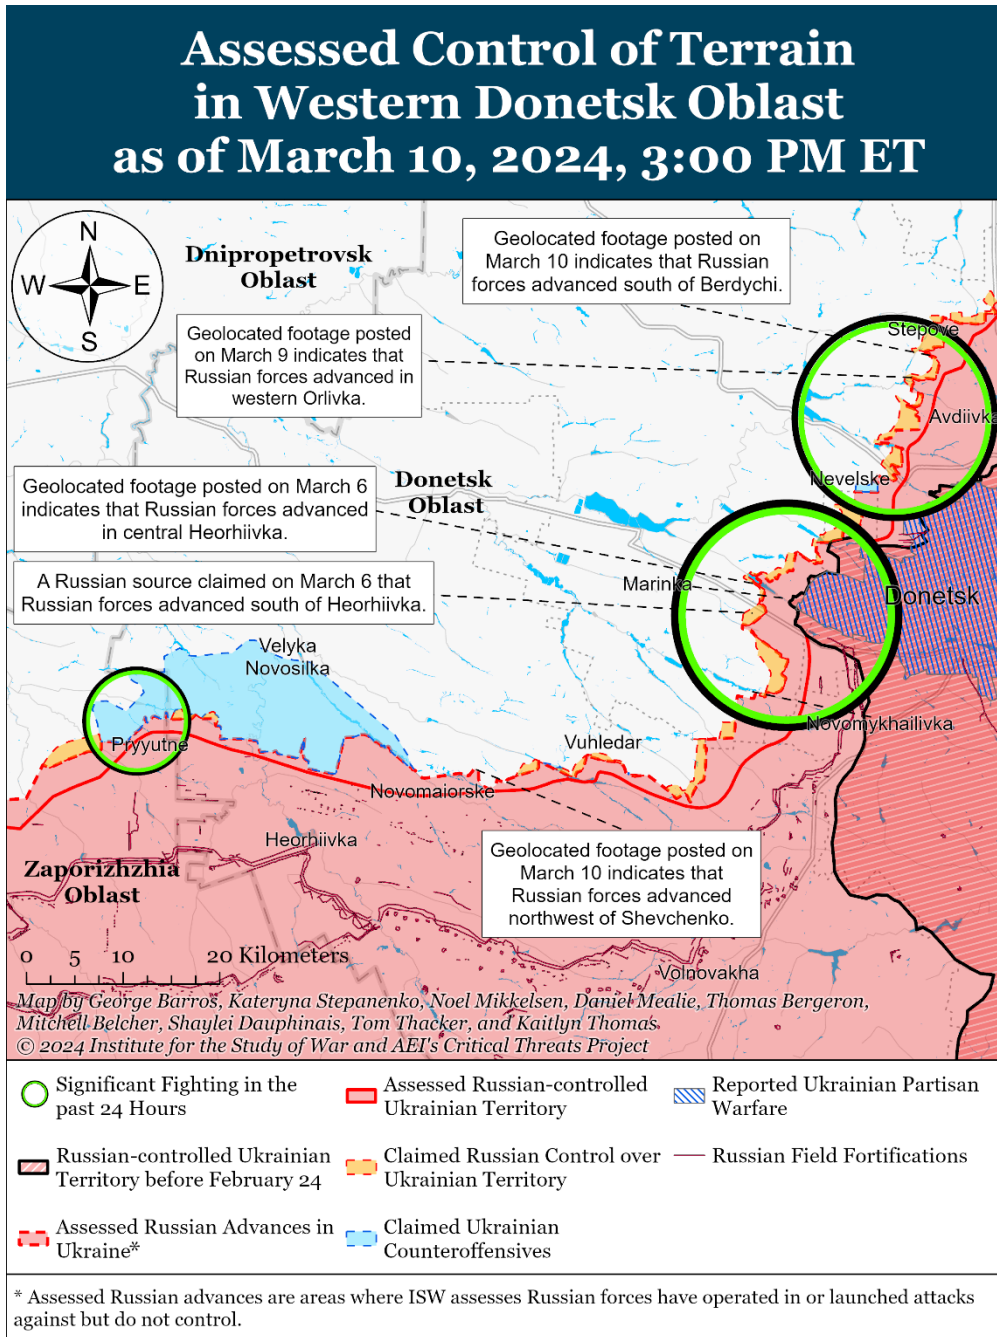 Assessed Control of Terrain
in Western Donetsk Oblast
as of March 10, 2024, 3:00 PM ET
N
W
E
S
Dnipropetrovsk
Oblast
Geolocated footage posted on
March 10 indicates that Russian
forces advanced south of Berdychi.
Geolocated footage posted
on March 9 indicates that
Russian forces advanced in
western Orlivka.
Stepove
Avdiivka
Donetsk
Oblast
Nevelske
Geolocated footage posted on March 6
indicates that Russian forces advanced
in central Heorhiivka.
A Russian source claimed on March 6 that
Russian forces advanced south of Heorhiivka.
Marinka
Donetsk
Velyka
Novosilka
Pryyutne
Vuhledar
Novomykhailivka
Novomaiorske
Heorhiivka
Geolocated footage posted on
March 10 indicates that
Russian forces advanced
northwest of Shevchenko.
Zaporizhzhia
Oblast
Volnovakha
0 5 10 20 Kilometers
Map by George Barros, Kateryna Stepanenko, Noel Mikkelsen, Daniel Mealie, Thomas Bergeron,
Mitchell Belcher, Shaylei Dauphinais, Tom Thacker, and Kaitlyn Thomas
© 2024 Institute for the Study of War and AEI's Critical Threats Project
Significant Fighting in the
past 24 Hours
Assessed Russian-controlled
Ukrainian Territory
Reported Ukrainian Partisan
Warfare
Russian-controlled Ukrainian
Territory before February 24
Claimed Russian Control over
Ukrainian Territory
Russian Field Fortifications
Assessed Russian Advances in
Ukraine*
Claimed Ukrainian
Counteroffensives
* Assessed Russian advances are areas where ISW assesses Russian forces have operated in or launched attacks
against but do not control.